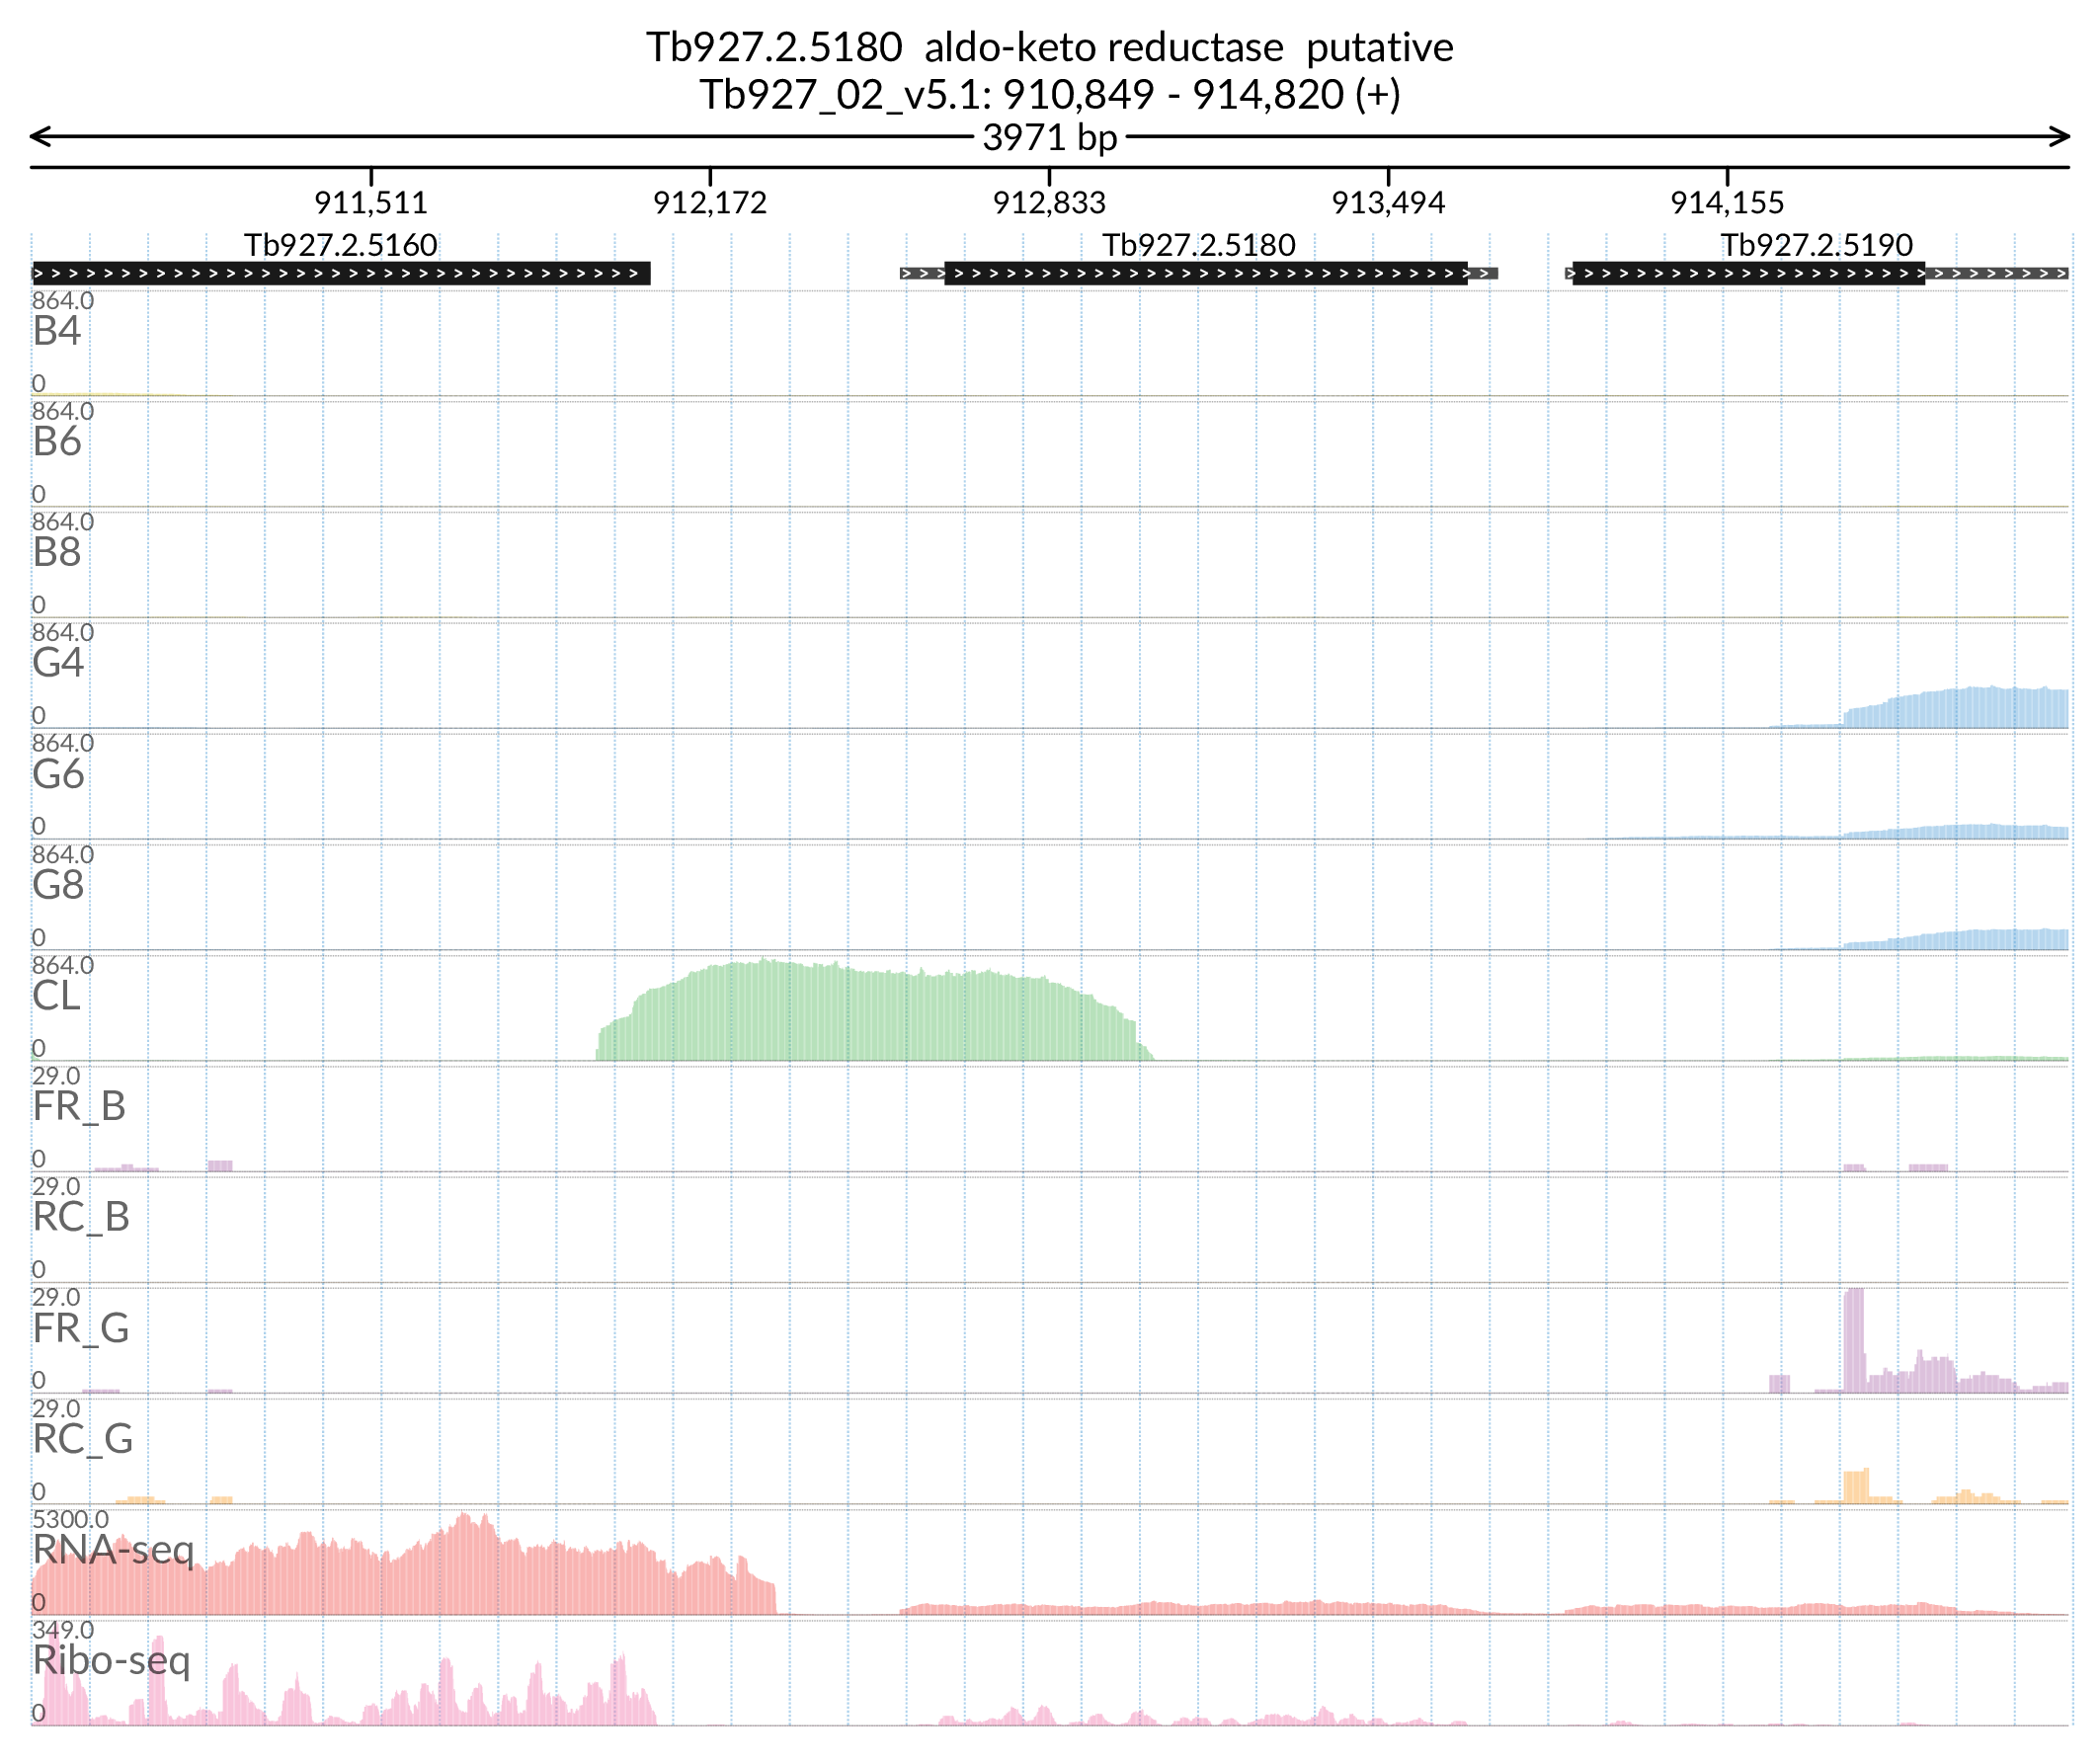 Tb927.2.5180  aldo-keto reductase  putative
Tb927_02_v5.1: 910,849 - 914,820 (+)
3971 bp
911,511 912,172 912,833 913,494 914,155
Tb927.2.5160 Tb927.2.5180 Tb927.2.5190
864.0
B4
0
864.0
B6
0
864.0
B8
0
864.0
G4
0
864.0
G6
0
864.0
G8
0
864.0
CL
0
29.0
FR_B
0
29.0
RC_B
0
29.0
FR_G
0
29.0
RC_G
0
5300.0
RNA-seq
0
349.0
Ribo-seq
0